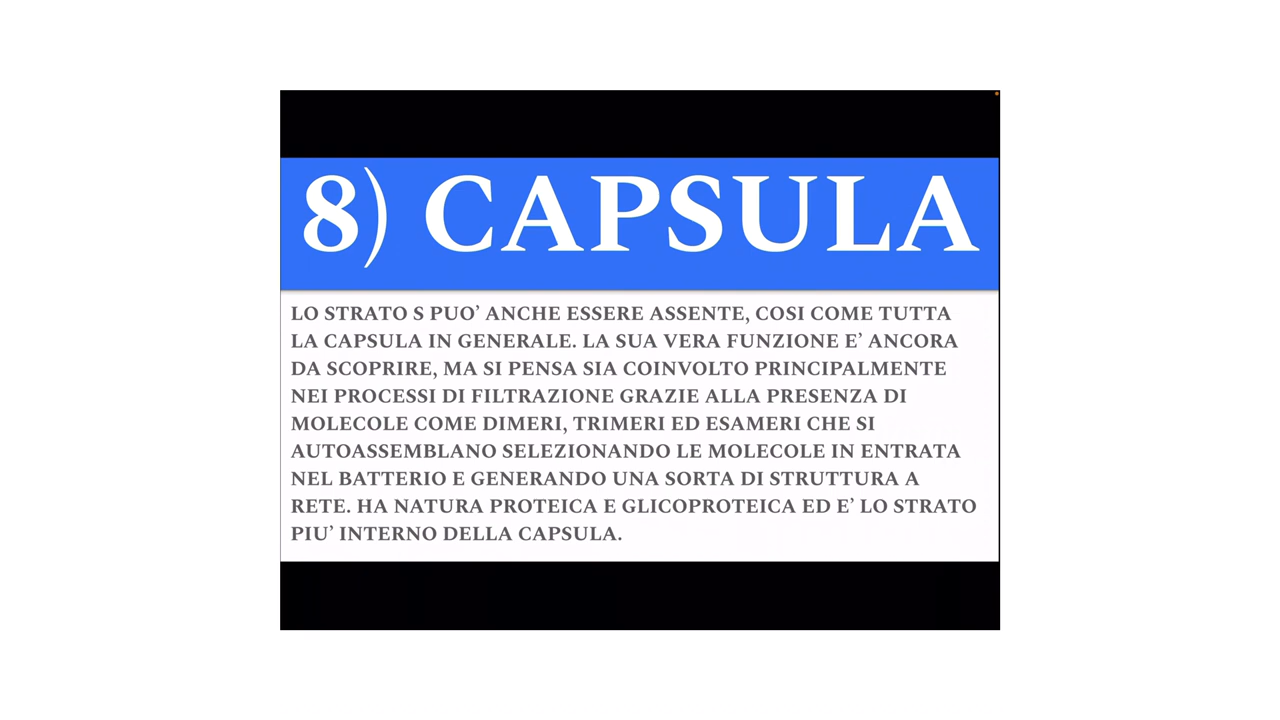 8) CAPSULA
LO STRATO S PUO’ ANCHE ESSERE ASSENTE, COSI COME TUTTA
LA CAPSULA IN GENERALE. LA SUA VERA FUNZIONE E’ ANCORA
DA SCOPRIRE, MA SI PENSA SIA COINVOLTO PRINCIPALMENTE
NEI PROCESSI DI FILTRAZIONE GRAZIE ALLA PRESENZA DI
MOLECOLE COME DIMERI, TRIMERI ED ESAMERI CHE SI
AUTOASSEMBLANO SELEZIONANDO LE MOLECOLE IN ENTRATA
NEL BATTERIO E GENERANDO UNA SORTA DI STRUTTURA A
RETE. HA NATURA PROTEICA E GLICOPROTEICA ED E’ LO STRATO
PIU’ INTERNO DELLA CAPSULA.